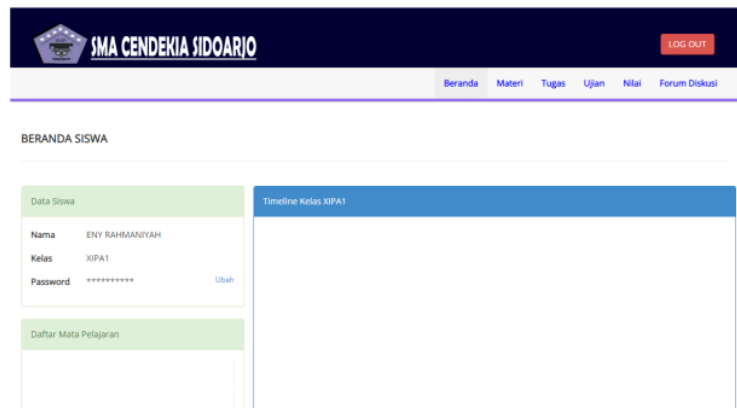 SMA CENDEKIA SIDOARJO
LOG OUT
Beranda Materi Tugas Ujian Nilai Forum Diskusi
BERANDA SISWA
Data Siswa
Nama ENY RAHMANIYAH
Kelas XIPA1
Password ********** Ubah
Daftar Mata Pelajaran
Timeline Kelas XIPA1